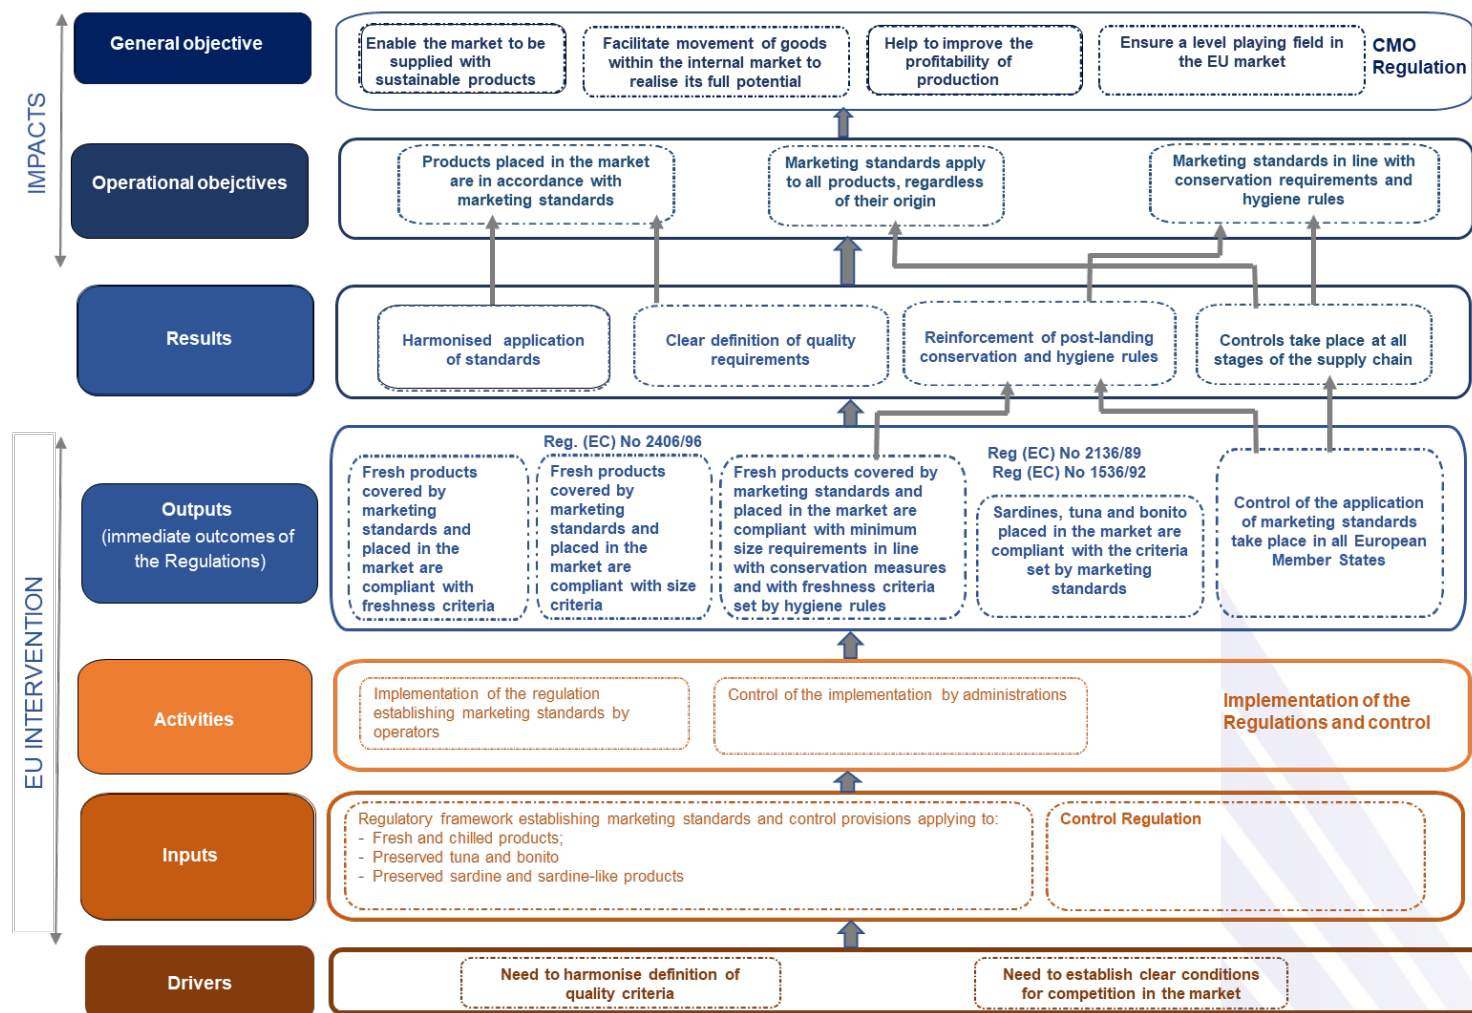 General objective
Enable the market to be
supplied with
sustainable products
Facilitate movement of goods
within the internal market to
realise its full potential
Help to improve the
profitability of
production
Ensure a level playing field in
the EU market
CMO
Regulation
IMPACTS
Operational obejctives
Products placed in the market
are in accordance with
marketing standards
Marketing standards apply
to all products, regardless
of their origin
Marketing standards in line with
conservation requirements and
hygiene rules
Results
Harmonised application
of standards
Clear definition of quality
requirements
Reinforcement of post-landing
conservation and hygiene rules
Controls take place at all
stages of the supply chain
EU INTERVENTION
Outputs
(immediate outcomes of
the Regulations)
Reg. (EC) No 2406/96
Fresh products
covered by
marketing
standards and
placed in the
market are
compliant with
freshness criteria
Fresh products
covered by
marketing
standards and
placed in the
market are
compliant with size
criteria
Fresh products covered by
marketing standards and
placed in the market are
compliant with minimum
size requirements in line
with conservation measures
and with freshness criteria
set by hygiene rules
Reg (EC) No 2136/89
Reg (EC) No 1536/92
Sardines, tuna and bonito
placed in the market are
compliant with the criteria
set by marketing
standards
Control of the application
of marketing standards
take place in all European
Member States
Activities
Implementation of the regulation
establishing marketing standards by
operators
Control of the implementation by administrations
Implementation of the
Regulations and control
Inputs
Regulatory framework establishing marketing standards and control provisions applying to:
- Fresh and chilled products;
- Preserved tuna and bonito
- Preserved sardine and sardine-like products
Control Regulation
Drivers
Need to harmonise definition of
quality criteria
Need to establish clear conditions
for competition in the market